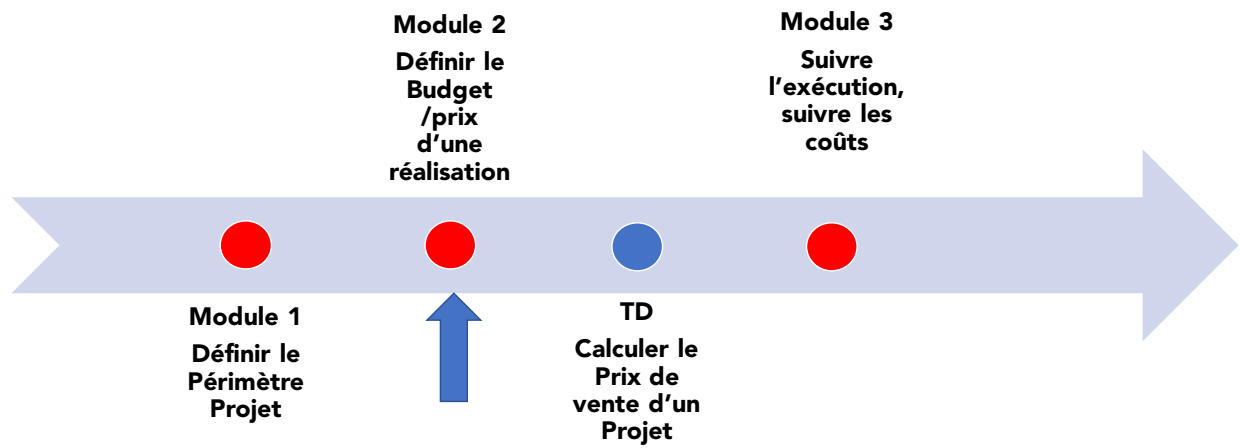 Module 2
Définir le
Budget
/prix
d’une
réalisation
Module 3
Suivre
l’exécution,
suivre les
coûts
Module 1
Définir le
Périmètre
Projet
TD
Calculer le
Prix de
vente d’un
Projet